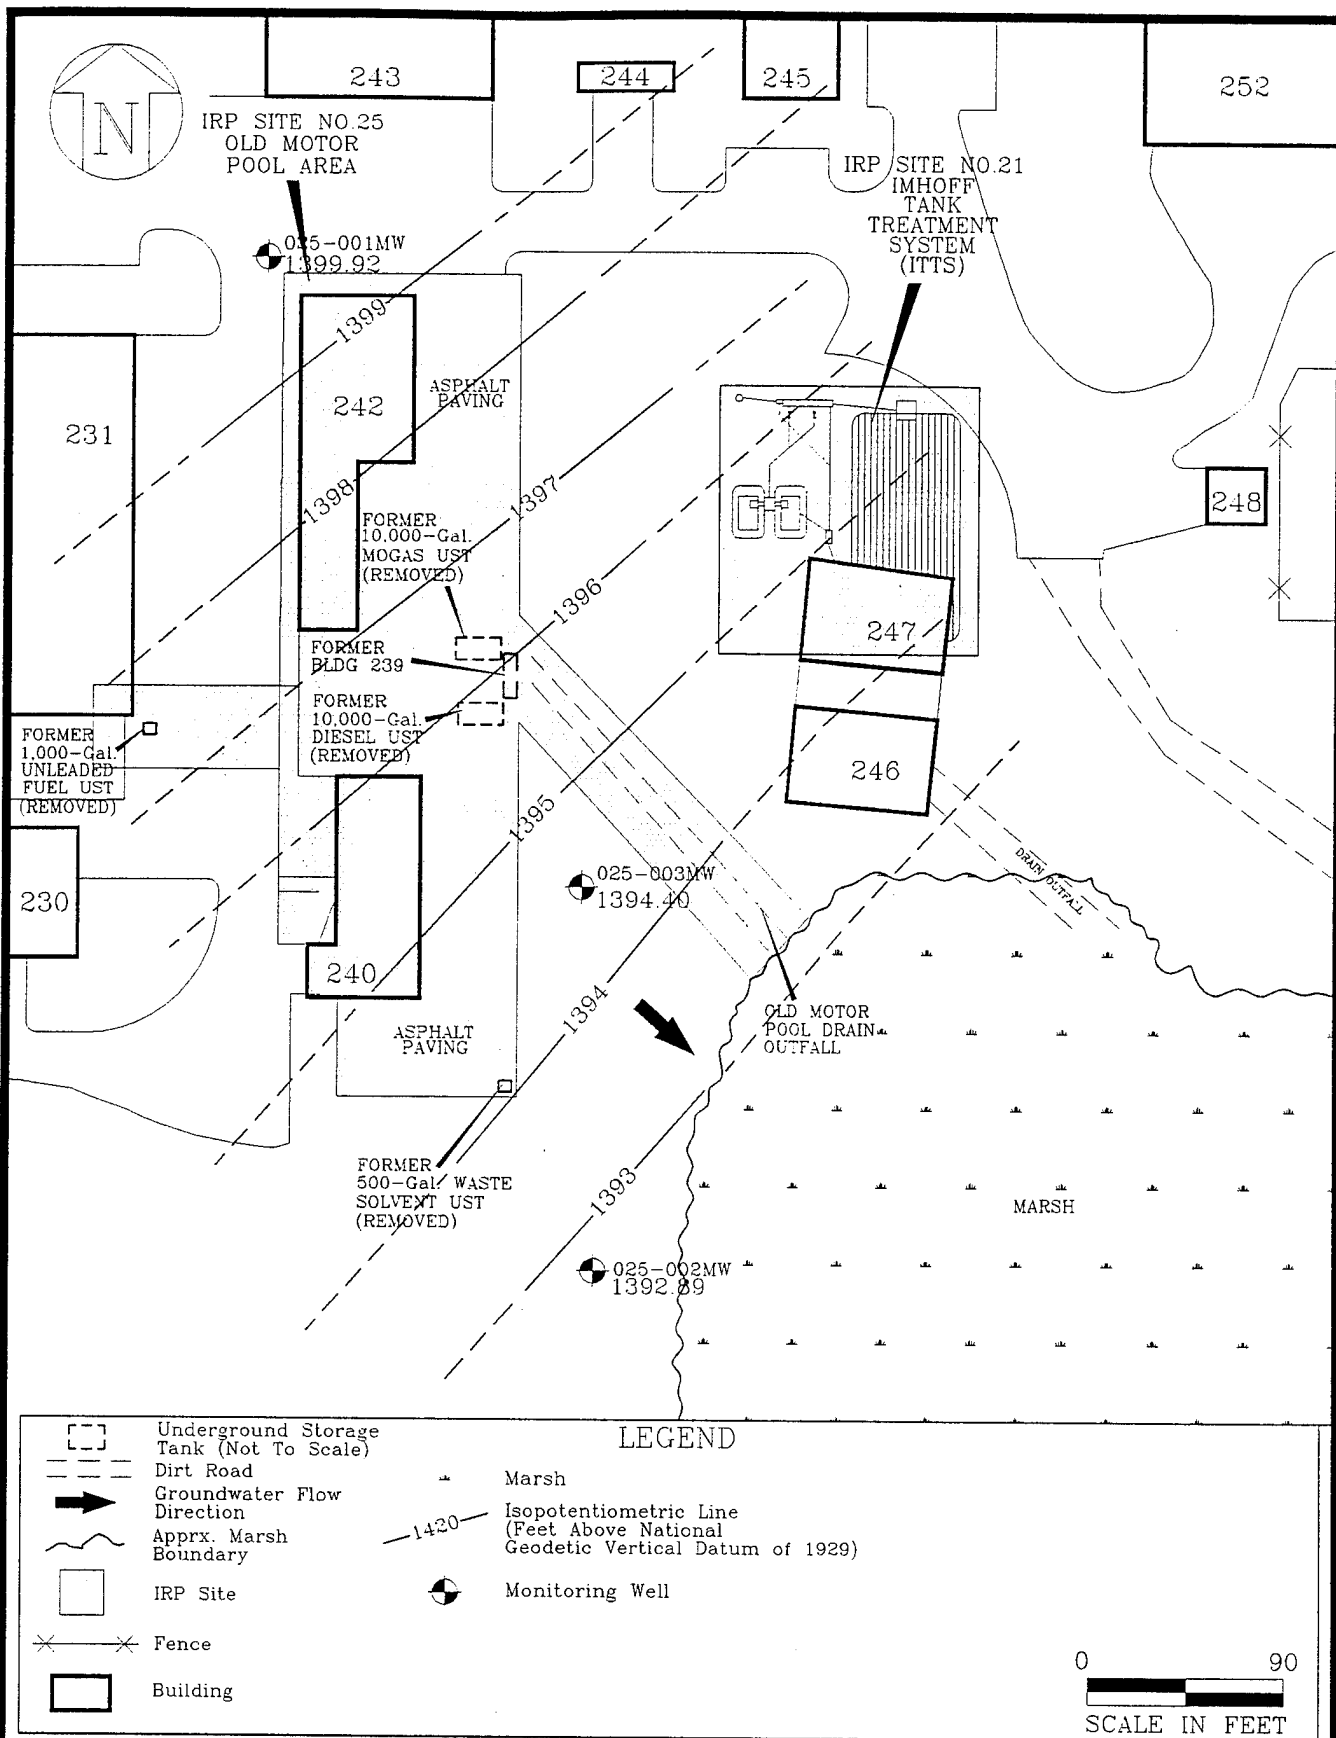 243
244
245
252
N
IRP SITE NO.25
OLD MOTOR
POOL AREA
IRP SITE NO.21
IMHOFF
TANK
TREATMENT
SYSTEM
(ITTS)
025-001MW
1399.92
1399
242
ASPHALT
PAVING
231
1398
1397
248
FORMER
10,000-Gal.
MOGAS UST
(REMOVED)
1396
247
FORMER
BLDG 239
FORMER
10,000-Gal.
DIESEL UST
(REMOVED)
FORMER
1,000-Gal.
UNLEADED
FUEL UST
(REMOVED)
246
1395
DRAIN OUTFALL
025-003MW
1394.40
230
240
1394
OLD MOTOR
POOL DRAIN
OUTFALL
ASPHALT
PAVING
FORMER
500-Gal. WASTE
SOLVENT UST
(REMOVED)
1393
MARSH
025-002MW
1392.89
LEGEND
Underground Storage
Tank (Not To Scale)
Dirt Road
Groundwater Flow
Direction
Apprx. Marsh
Boundary
IRP Site
Fence
Building
Marsh
1420
Isopotentiometric Line
(Feet Above National
Geodetic Vertical Datum of 1929)
Monitoring Well
0 90
SCALE IN FEET